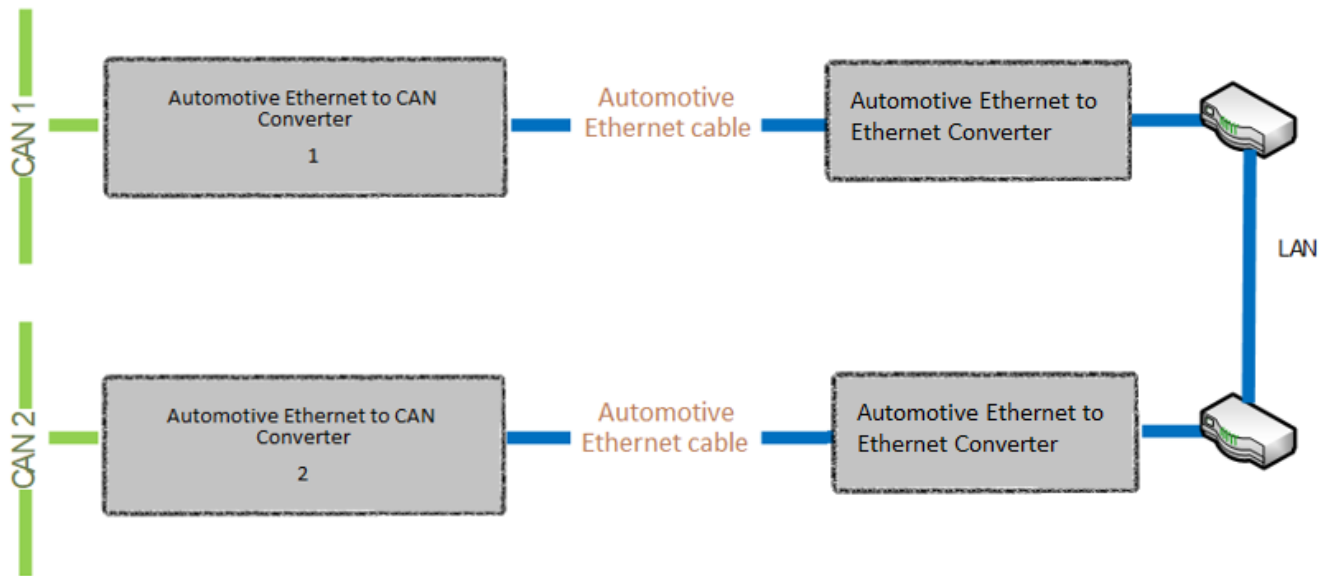 CAN 1
Automotive Ethernet to CAN
Converter
1
Automotive
Ethernet cable
Automotive Ethernet to
Ethernet Converter
LAN
CAN 2
Automotive Ethernet to CAN
Converter
2
Automotive
Ethernet cable
Automotive Ethernet to
Ethernet Converter